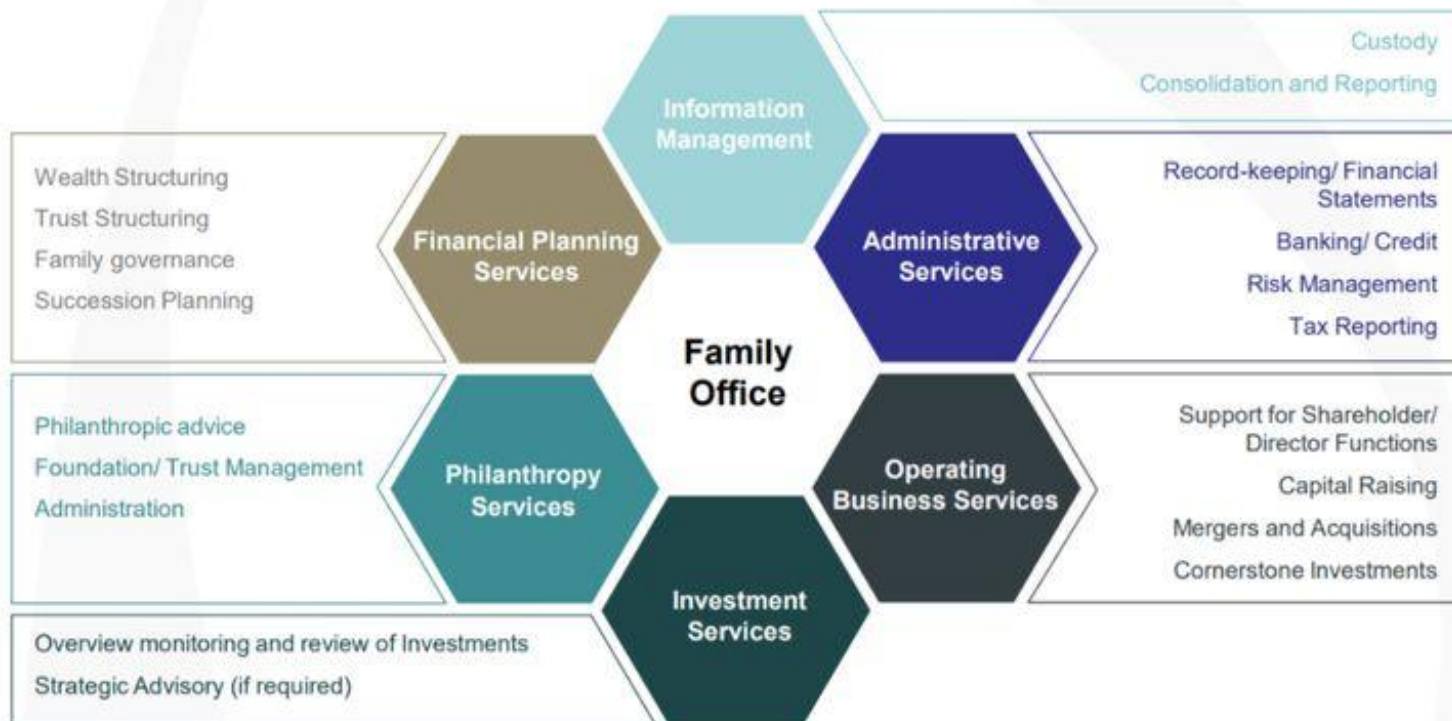 Custody
Consolidation and Reporting
Information
Management
Wealth Structuring
Trust Structuring
Family governance
Succession Planning
Financial Planning
Services
Administrative
Services
Record-keeping/ Financial
Statements
Banking/ Credit
Risk Management
Tax Reporting
Family
Office
Philanthropic advice
Foundation/ Trust Management
Administration
Philanthropy
Services
Operating
Business Services
Support for Shareholder/
Director Functions
Capital Raising
Mergers and Acquisitions
Cornerstone Investments
Investment
Services
Overview monitoring and review of Investments
Strategic Advisory (if required)